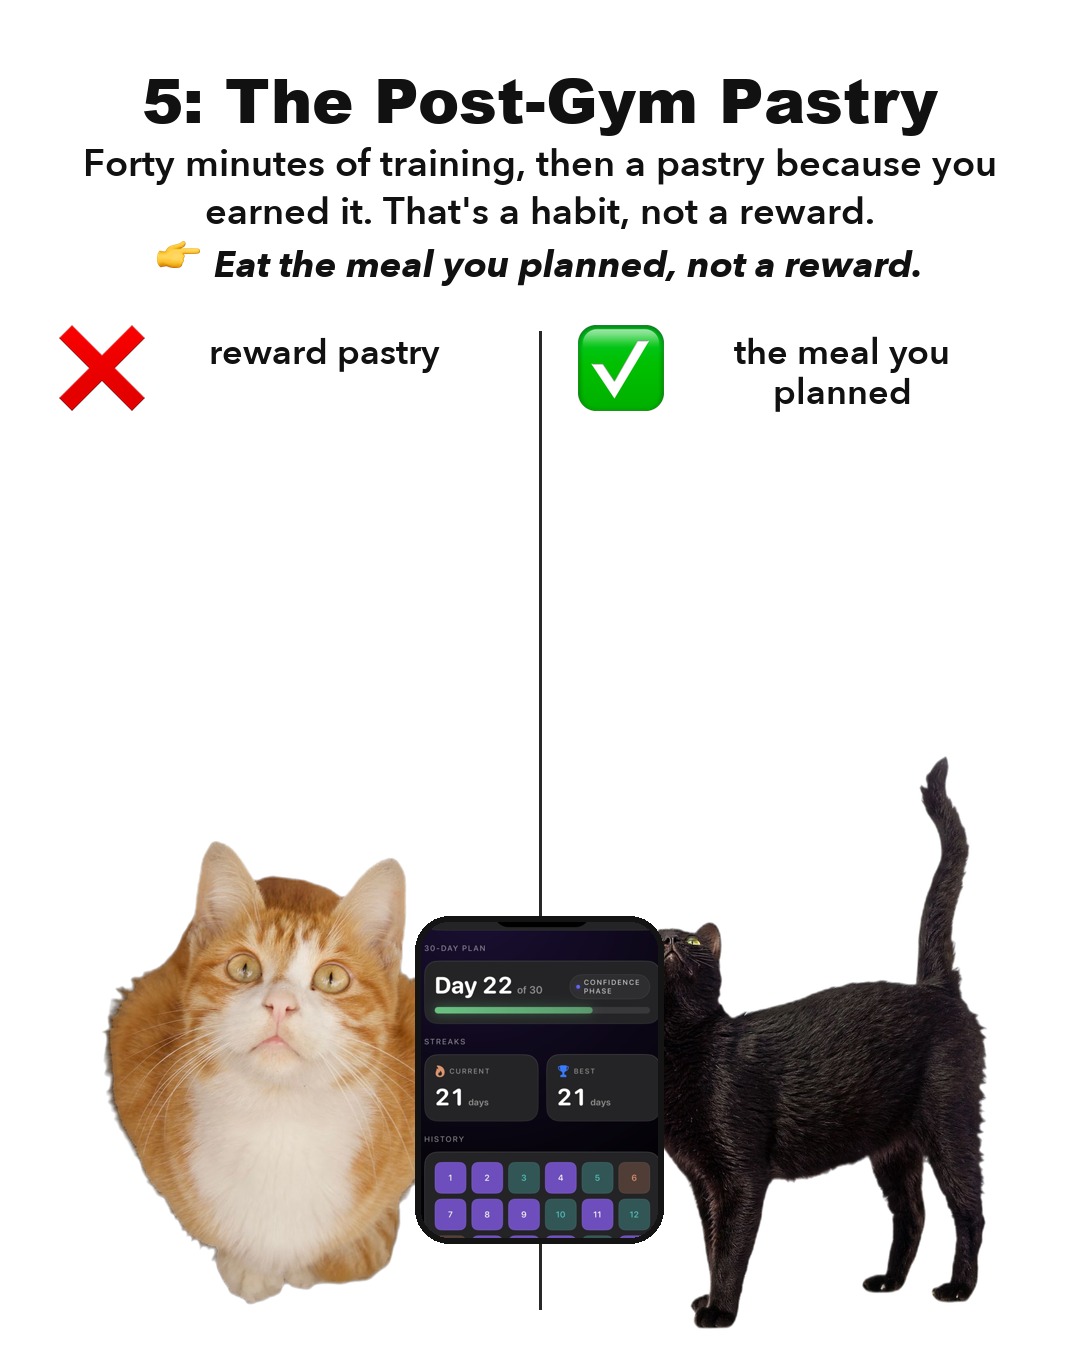 5: The Post-Gym Pastry
Forty minutes of training, then a pastry because you
earned it. That's a habit, not a reward.
👉 Eat the meal you planned, not a reward.
❌ reward pastry
✅ the meal you
planned
30-DAY PLAN
Day 22 of 30
CONFIDENCE
PHASE
STREAKS
CURRENT
21 days
BEST
21 days
HISTORY
1 2 3 4 5 6
7 8 9 10 11 12